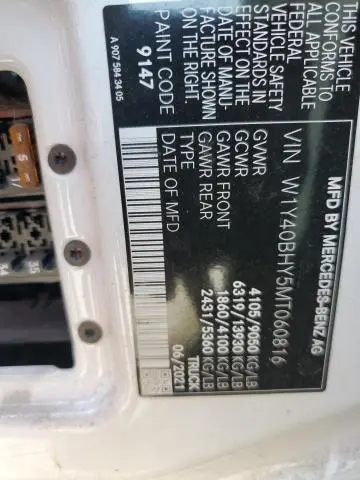 MFD BY MERCEDES-BENZ AG
VIN W1Y40BHY5MT060816
GVWR 4105/9050 KG/LB
GCWR 6319/13930 KG/LB
GAWR FRONT 1860/4100 KG/LB
GAWR REAR 2431/5360 KG/LB
DATE OF MFD 06/2021 TRUCK
THIS VEHICLE
CONFORMS TO
ALL APPLICABLE
FEDERAL
VEHICLE SAFETY
STANDARDS IN
EFFECT ON THE
DATE OF MANU-
FACTURE SHOWN
ON THE RIGHT.
PAINT CODE
9147
A 907 584 34 05
5
35
34